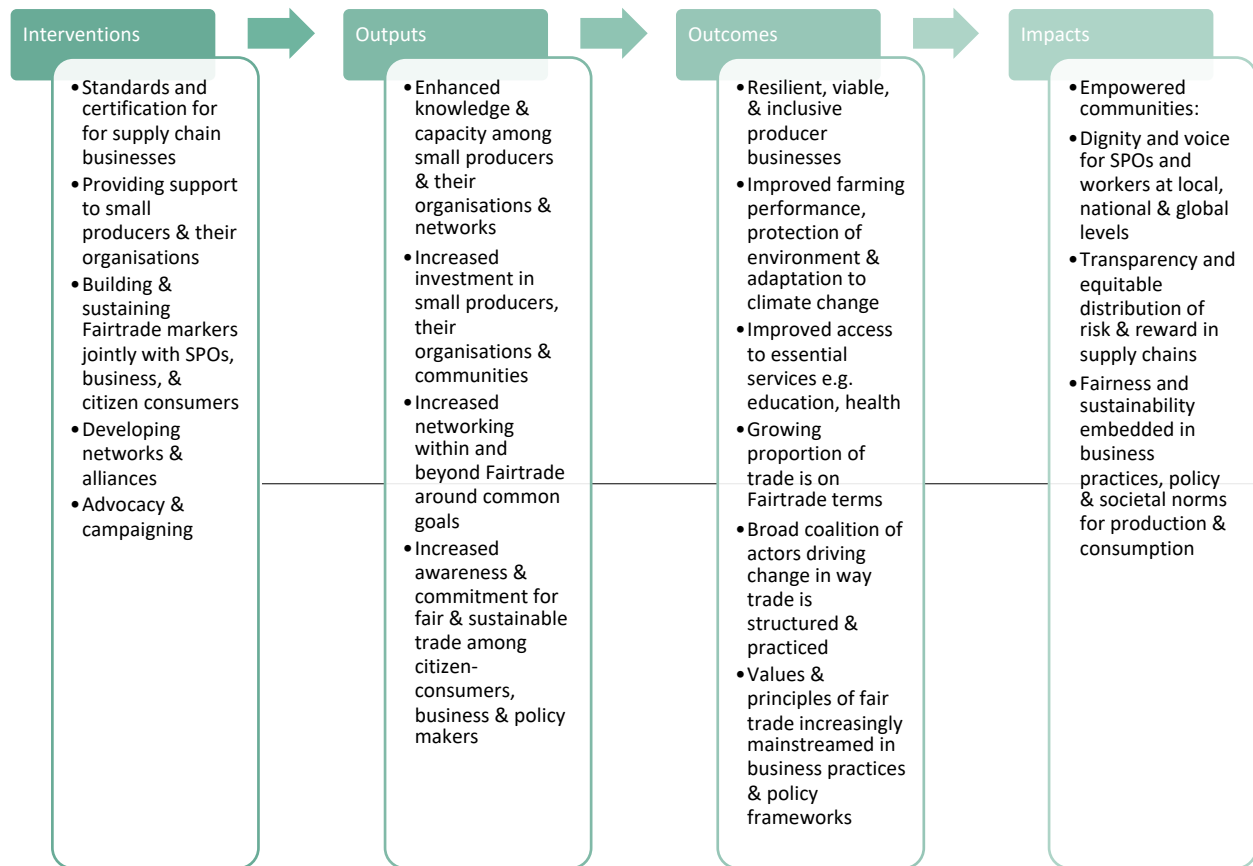 Interventions
• Standards and
certification for
for supply chain
businesses
• Providing support
to small
producers & their
organisations
• Building &
sustaining
Fairtrade markers
jointly with SPOs,
business, &
citizen consumers
• Developing
networks &
alliances
• Advocacy &
campaigning
Outputs
• Enhanced
knowledge &
capacity among
small producers
& their
organisations &
networks
• Increased
investment in
small producers,
their
organisations &
communities
• Increased
networking
within and
beyond Fairtrade
around common
goals
• Increased
awareness &
commitment for
fair & sustainable
trade among
citizen-
consumers,
business & policy
makers
Outcomes
• Resilient, viable,
& inclusive
producer
businesses
• Improved farming
performance,
protection of
environment &
adaptation to
climate change
• Improved access
to essential
services e.g.
education, health
• Growing
proportion of
trade is on
Fairtrade terms
• Broad coalition of
actors driving
change in way
trade is
structured &
practiced
• Values &
principles of fair
trade increasingly
mainstreamed in
business practices
& policy
frameworks
Impacts
• Empowered
communities:
• Dignity and voice
for SPOs and
workers at local,
national & global
levels
• Transparency and
equitable
distribution of
risk & reward in
supply chains
• Fairness and
sustainability
embedded in
business
practices, policy
& societal norms
for production &
consumption